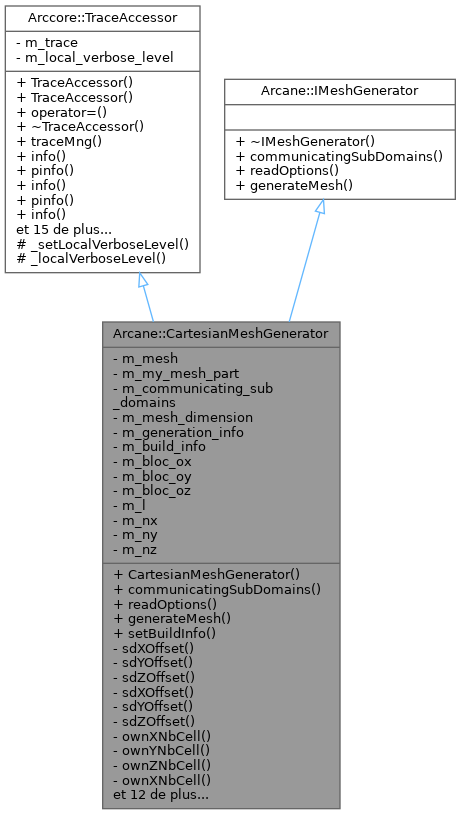 Arccore::TraceAccessor
- m_trace
- m_local_verbose_level
+ TraceAccessor()
+ TraceAccessor()
+ operator=()
+ ~TraceAccessor()
+ traceMng()
+ info()
+ pinfo()
+ info()
+ pinfo()
+ info()
et 15 de plus...
# _setLocalVerboseLevel()
# _localVerboseLevel()
Arcane::IMeshGenerator
+ ~IMeshGenerator()
+ communicatingSubDomains()
+ readOptions()
+ generateMesh()
Arcane::CartesianMeshGenerator
- m_mesh
- m_my_mesh_part
- m_communicating_sub
_domains
- m_mesh_dimension
- m_generation_info
- m_build_info
- m_bloc_ox
- m_bloc_oy
- m_bloc_oz
- m_l
- m_nx
- m_ny
- m_nz
+ CartesianMeshGenerator()
+ communicatingSubDomains()
+ readOptions()
+ generateMesh()
+ setBuildInfo()
- sdXOffset()
- sdYOffset()
- sdZOffset()
- sdXOffset()
- sdYOffset()
- sdZOffset()
- ownXNbCell()
- ownYNbCell()
- ownZNbCell()
- ownXNbCell()
et 12 de plus...